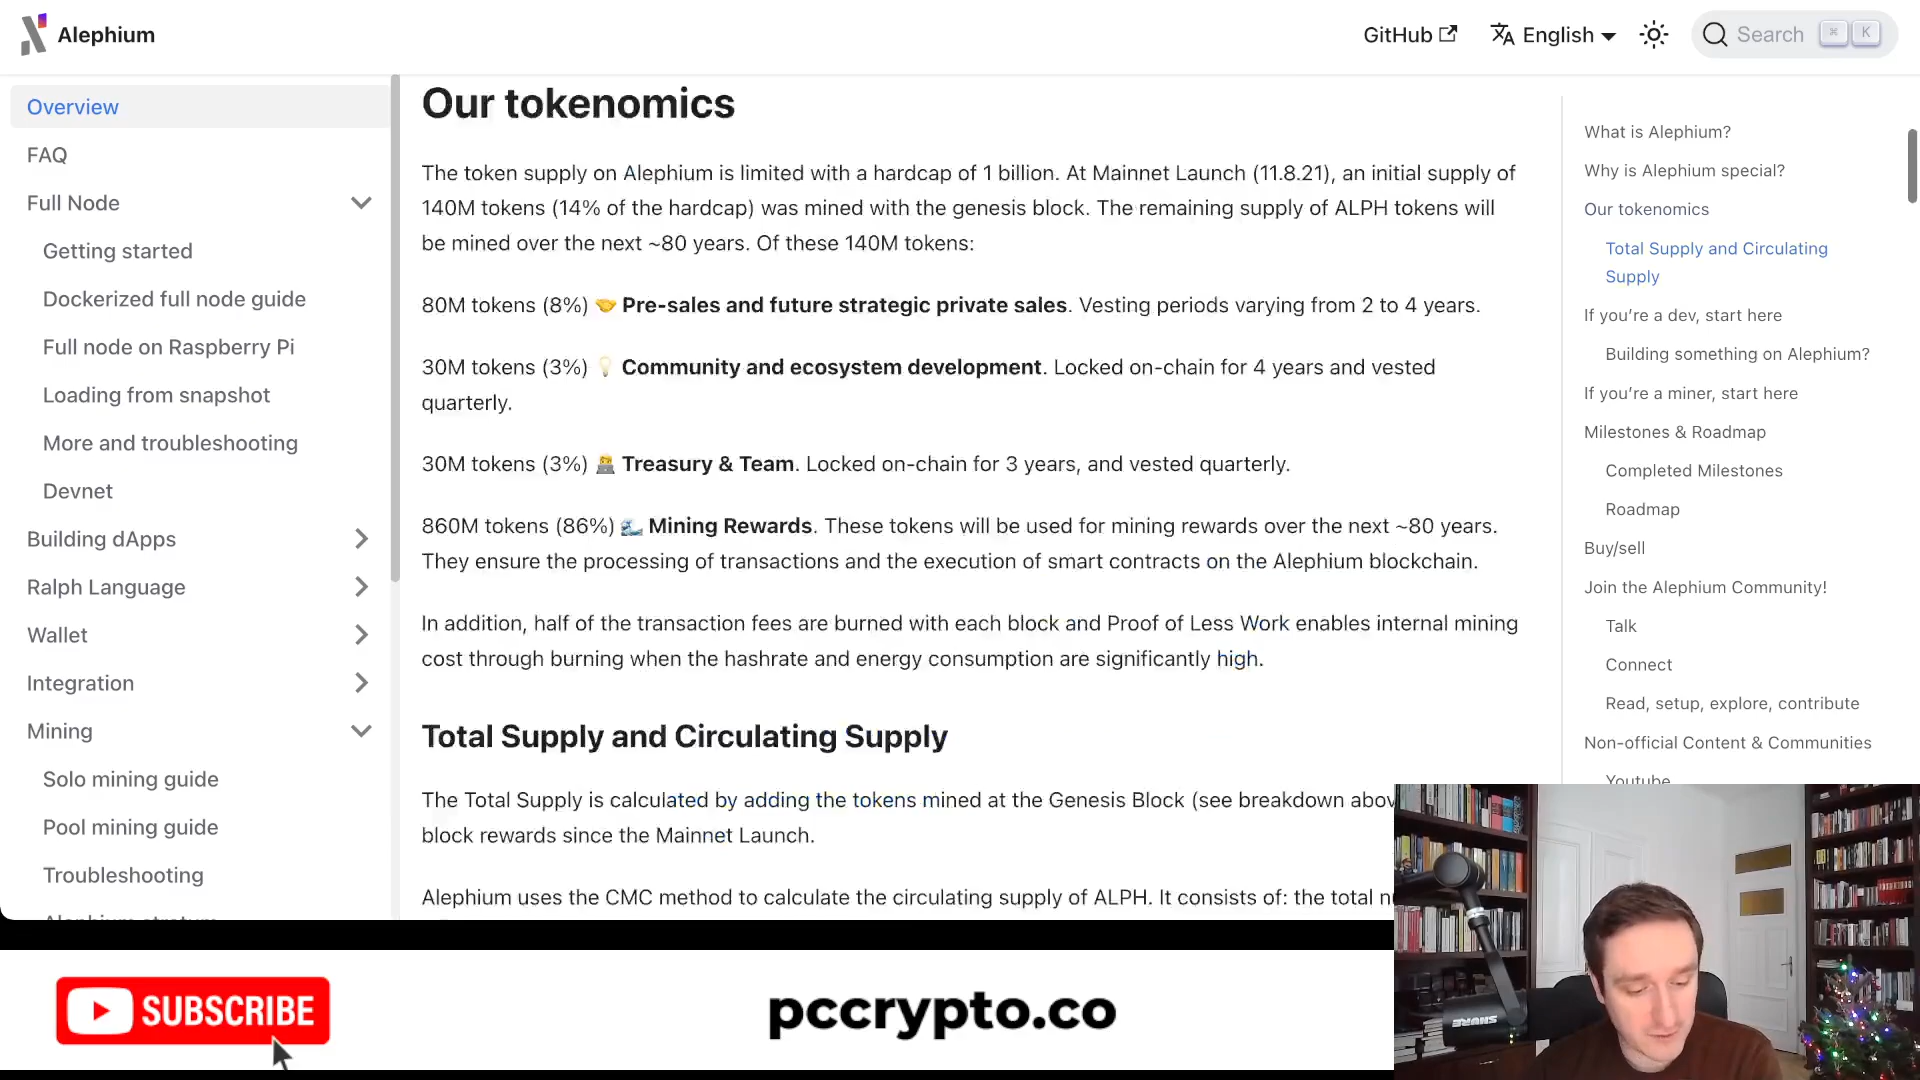 Alephium
GitHub
English
Search
K
Overview
FAQ
Full Node
Getting started
Dockerized full node guide
Full node on Raspberry Pi
Loading from snapshot
More and troubleshooting
Devnet
Building dApps
Ralph Language
Wallet
Integration
Mining
Solo mining guide
Pool mining guide
Troubleshooting
Alephium stratum
Our tokenomics
The token supply on Alephium is limited with a hardcap of 1 billion. At Mainnet Launch (11.8.21), an initial supply of
140M tokens (14% of the hardcap) was mined with the genesis block. The remaining supply of ALPH tokens will
be mined over the next ~80 years. Of these 140M tokens:
80M tokens (8%) 🤝 Pre-sales and future strategic private sales. Vesting periods varying from 2 to 4 years.
30M tokens (3%) 💡 Community and ecosystem development. Locked on-chain for 4 years and vested
quarterly.
30M tokens (3%) 🧑‍💻 Treasury & Team. Locked on-chain for 3 years, and vested quarterly.
860M tokens (86%) 🌊 Mining Rewards. These tokens will be used for mining rewards over the next ~80 years.
They ensure the processing of transactions and the execution of smart contracts on the Alephium blockchain.
In addition, half of the transaction fees are burned with each block and Proof of Less Work enables internal mining
cost through burning when the hashrate and energy consumption are significantly high.
Total Supply and Circulating Supply
The Total Supply is calculated by adding the tokens mined at the Genesis Block (see breakdown abov
block rewards since the Mainnet Launch.
Alephium uses the CMC method to calculate the circulating supply of ALPH. It consists of: the total n
What is Alephium?
Why is Alephium special?
Our tokenomics
Total Supply and Circulating
Supply
If you're a dev, start here
Building something on Alephium?
If you're a miner, start here
Milestones & Roadmap
Completed Milestones
Roadmap
Buy/sell
Join the Alephium Community!
Talk
Connect
Read, setup, explore, contribute
Non-official Content & Communities
Youtube
SUBSCRIBE
pccrypto.co
SHURE